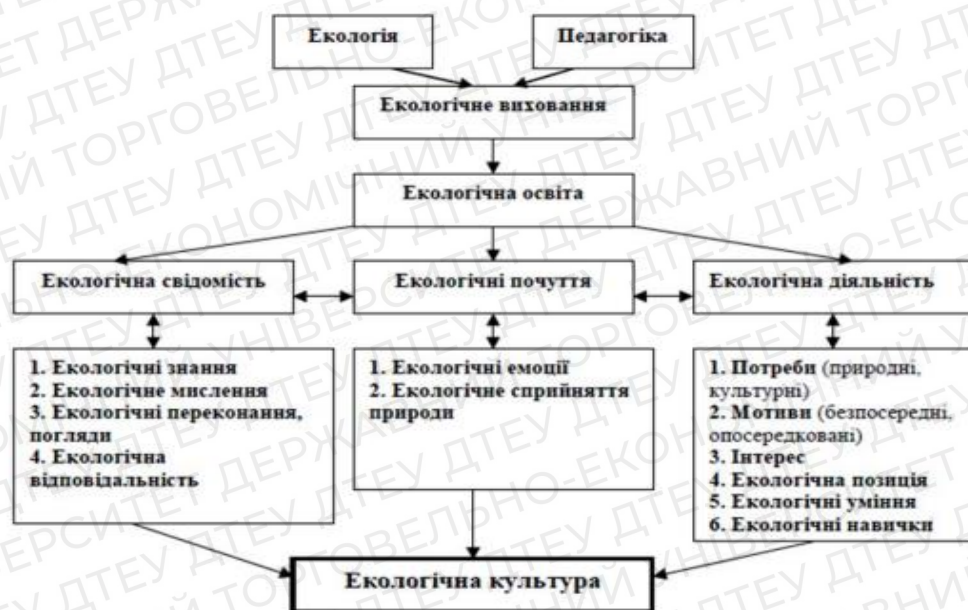 Екологія
Педагогіка
Екологічне виховання
Екологічна освіта
Екологічна свідомість
Екологічні почуття
Екологічна діяльність
1. Екологічні знання
2. Екологічне мислення
3. Екологічні переконання,
погляди
4. Екологічна
відповідальність
1. Екологічні емоції
2. Екологічне сприйняття
природи
1. Потреби (природні,
культурні)
2. Мотиви (безпосередні,
опосередковані)
3. Інтерес
4. Екологічна позиція
5. Екологічні уміння
6. Екологічні навички
Екологічна культура